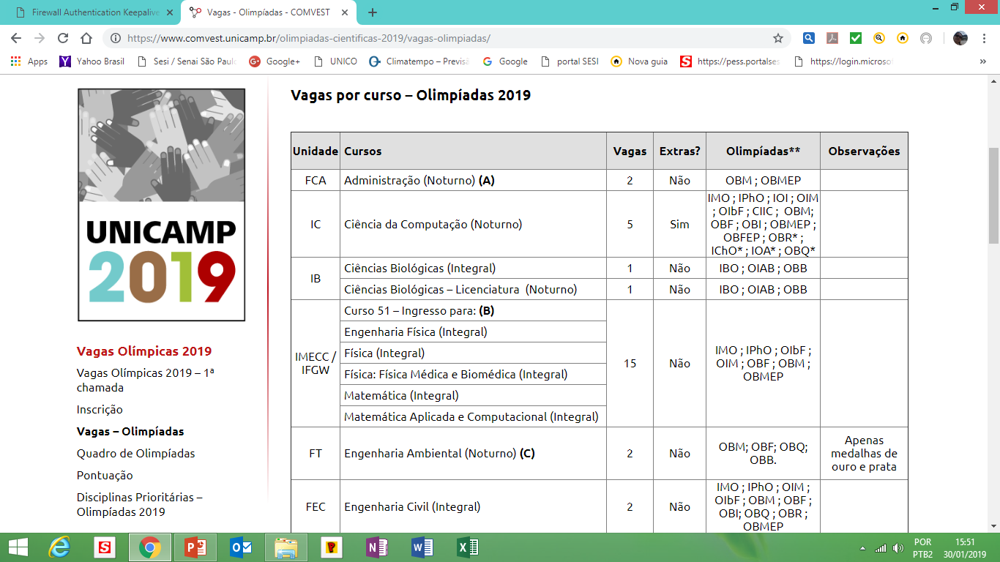 Firewall Authentication Keepalive
Vagas - Olimpíadas - COMVEST
https://www.comvest.unicamp.br/olimpiadas-cientificas-2019/vagas-olimpiadas/
Apps
Yahoo Brasil
Sesi / Senai São Paulo
Google+
UNICO
Climatempo – Previsã
Google
portal SESI
Nova guia
https://pess.portalses
https://login.microso
»
UNICAMP
2019
Vagas Olímpicas 2019
Vagas Olímpicas 2019 – 1ª
chamada
Inscrição
Vagas – Olimpíadas
Quadro de Olimpíadas
Pontuação
Disciplinas Prioritárias –
Olimpíadas 2019
Vagas por curso – Olimpíadas 2019
Unidade Cursos Vagas Extras? Olimpíadas** Observações
FCA Administração (Noturno) (A) 2 Não OBM ; OBMEP
IC Ciência da Computação (Noturno) 5 Sim
IMO ; IPhO ; IOI ; OIM
; OIbF ; CIIC ; OBM;
OBF ; OBI ; OBMEP ;
OBFEP ; OBR* ;
IChO* ; IOA* ; OBQ*
IB
Ciências Biológicas (Integral) 1 Não IBO ; OIAB ; OBB
Ciências Biológicas – Licenciatura (Noturno) 1 Não IBO ; OIAB ; OBB
IMECC /
IFGW
Curso 51 – Ingresso para: (B)
Engenharia Física (Integral)
Física (Integral)
Física: Física Médica e Biomédica (Integral)
Matemática (Integral)
Matemática Aplicada e Computacional (Integral)
15 Não
IMO ; IPhO ; OIbF ;
OIM ; OBF ; OBM ;
OBMEP
FT Engenharia Ambiental (Noturno) (C) 2 Não
OBM; OBF; OBQ;
OBB.
Apenas
medalhas de
ouro e prata
FEC Engenharia Civil (Integral) 2 Não
IMO ; IPhO ; OIM ;
OIbF ; OBM ; OBF ;
OBI; OBQ ; OBR ;
OBMEP
POR
PTB2
15:51
30/01/2019